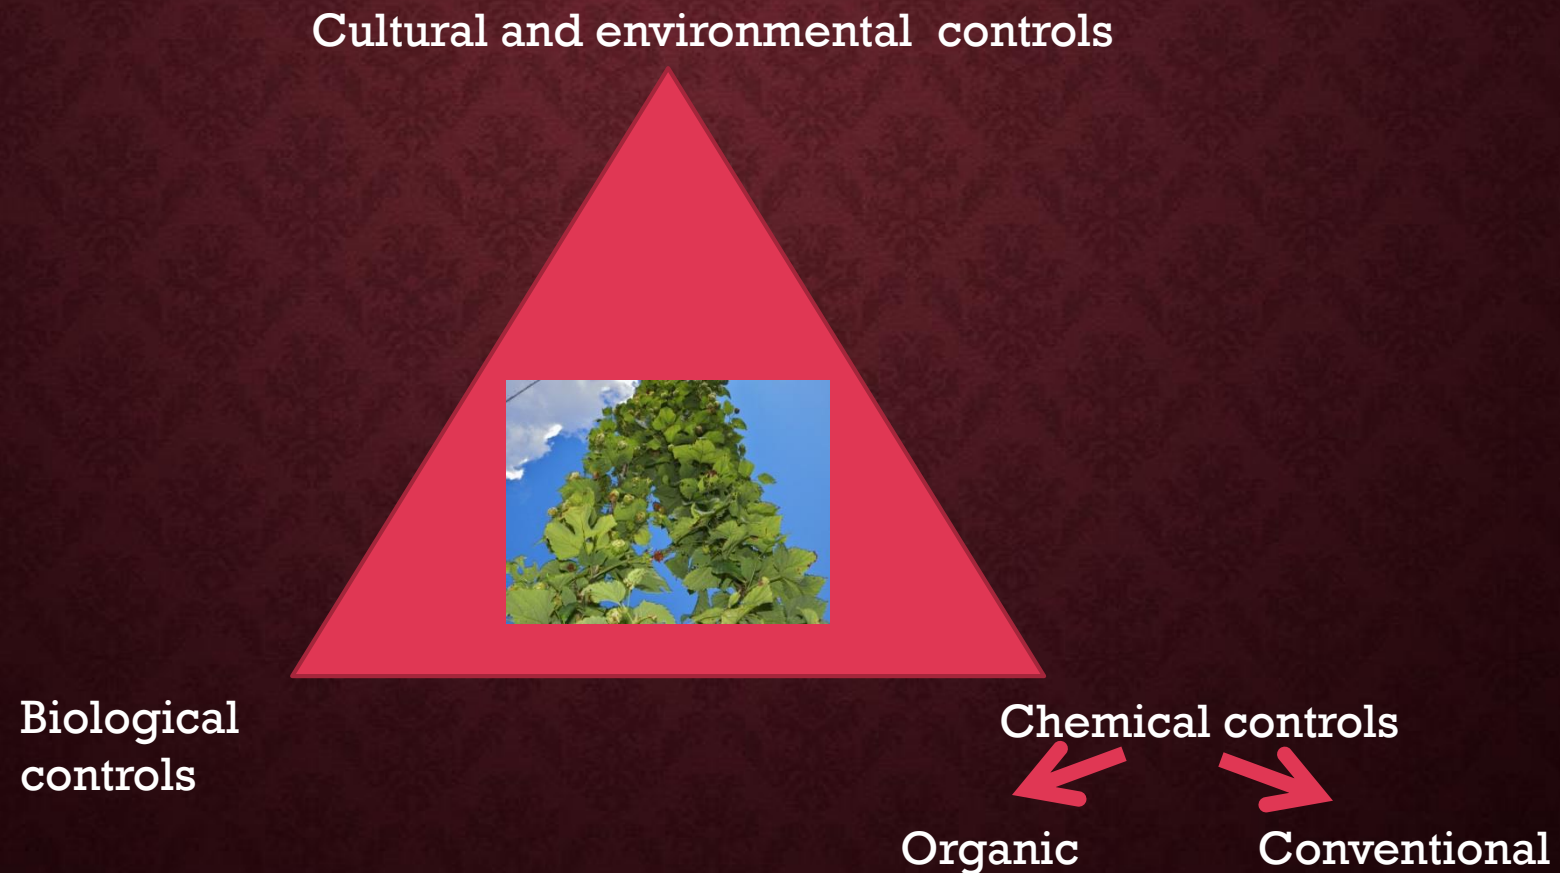 Cultural and environmental  controls
Biological
controls
Chemical controls
Organic
Conventional